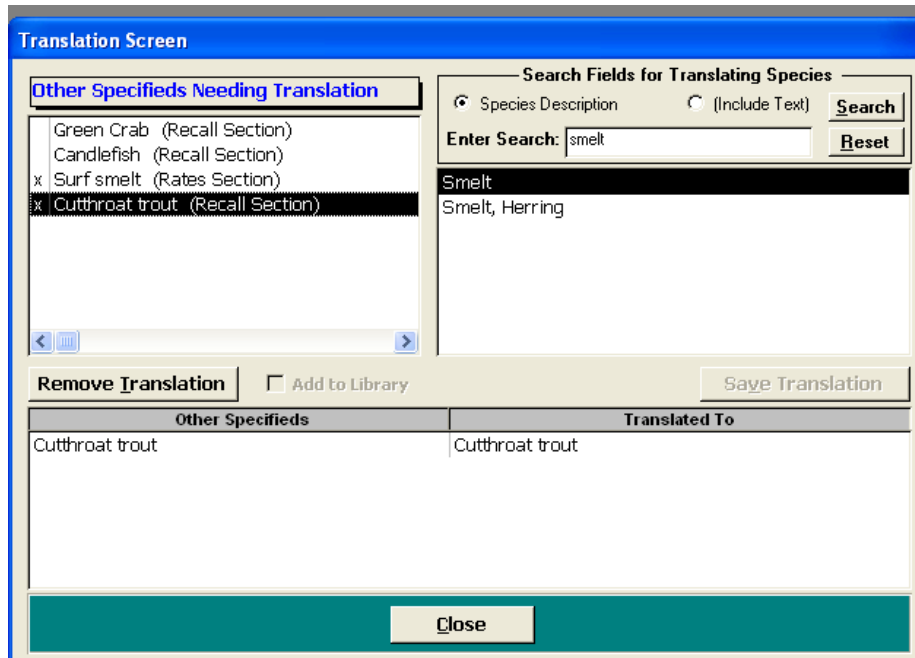 Translation Screen
Other Specifieds Needing Translation
Green Crab (Recall Section)
Candlefish (Recall Section)
x Surf smelt (Rates Section)
x Cutthroat trout (Recall Section)
Search Fields for Translating Species
Species Description (Include Text) Search
Enter Search: smelt Reset
Smelt
Smelt, Herring
Remove Translation Add to Library Save Translation
Other Specifieds Translated To
Cutthroat trout Cutthroat trout
Close